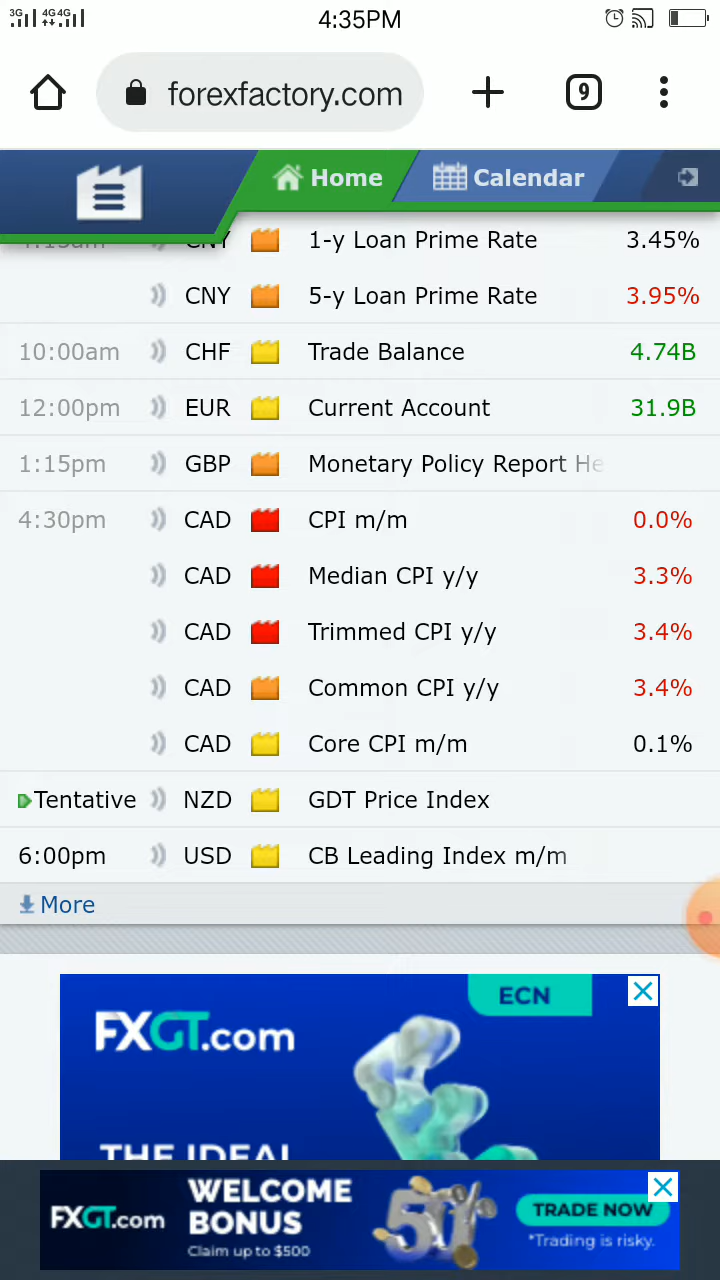 3G 4G 4G 4:35PM
forexfactory.com 9
Home Calendar
CNY 1-y Loan Prime Rate 3.45%
CNY 5-y Loan Prime Rate 3.95%
10:00am CHF Trade Balance 4.74B
12:00pm EUR Current Account 31.9B
1:15pm GBP Monetary Policy Report He
4:30pm CAD CPI m/m 0.0%
CAD Median CPI y/y 3.3%
CAD Trimmed CPI y/y 3.4%
CAD Common CPI y/y 3.4%
CAD Core CPI m/m 0.1%
Tentative NZD GDT Price Index
6:00pm USD CB Leading Index m/m
More
ECN
FXGT.com
THE IDEAL
FXGT.com
WELCOME
BONUS
Claim up to $500
TRADE NOW
*Trading is risky.